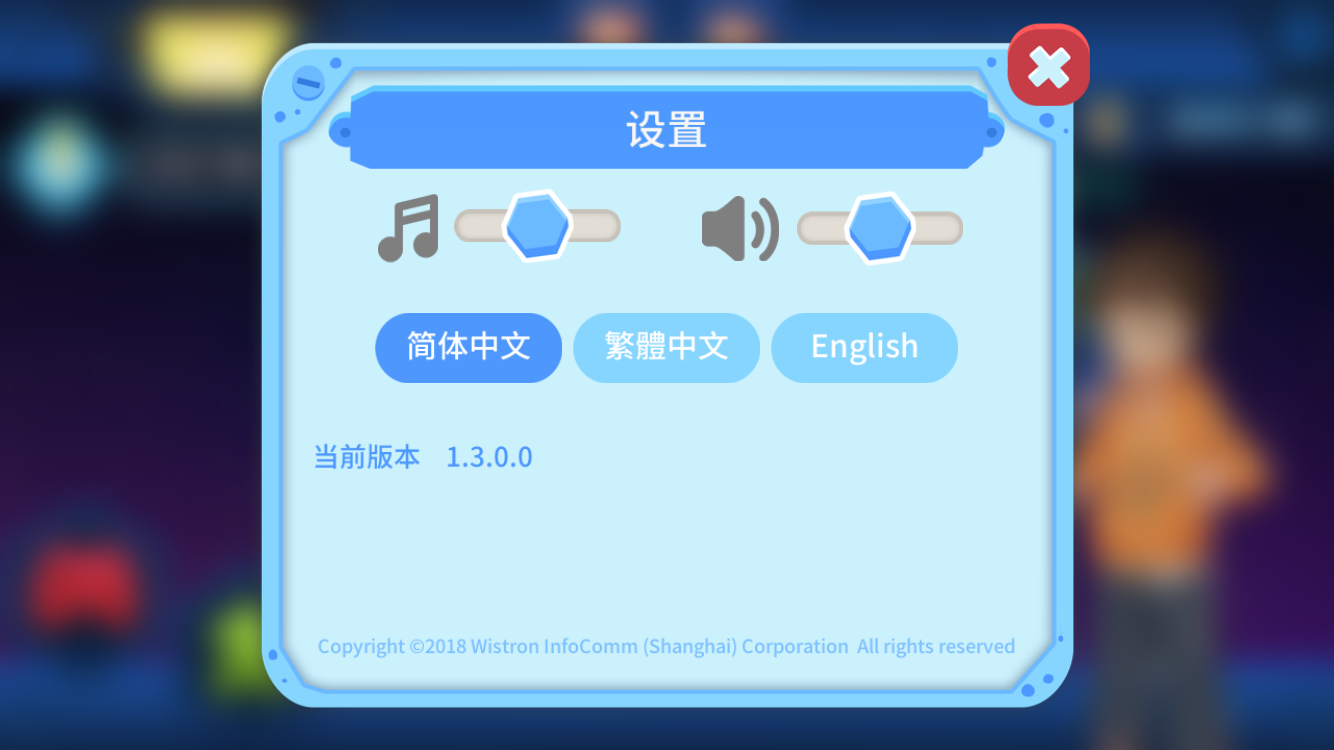 设置
简体中文 繁體中文 English
当前版本 1.3.0.0
Copyright ©2018 Wistron InfoComm (Shanghai) Corporation All rights reserved